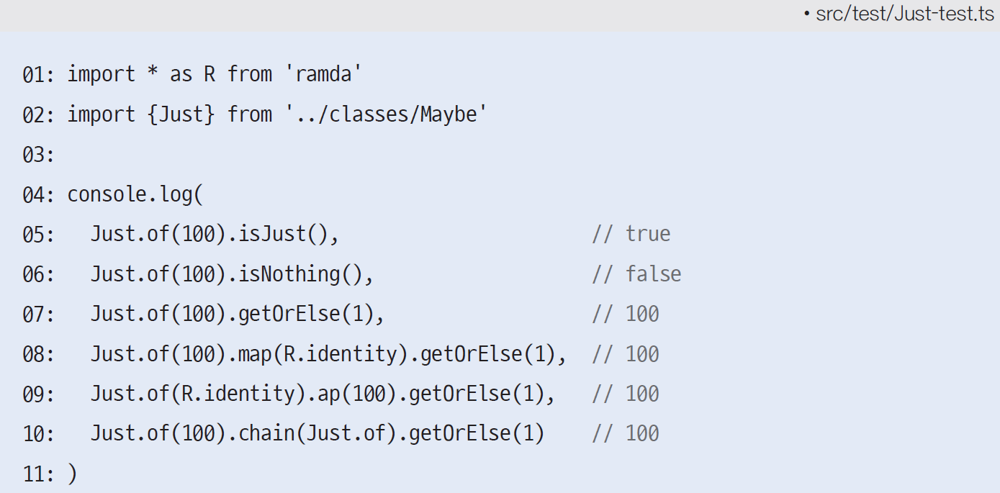 • src/test/Just-test.ts
01: import * as R from 'ramda'
02: import {Just} from '../classes/Maybe'
03:
04: console.log(
05:   Just.of(100).isJust(),                      // true
06:   Just.of(100).isNothing(),                   // false
07:   Just.of(100).getOrElse(1),                  // 100
08:   Just.of(100).map(R.identity).getOrElse(1),  // 100
09:   Just.of(R.identity).ap(100).getOrElse(1),   // 100
10:   Just.of(100).chain(Just.of).getOrElse(1)    // 100
11: )